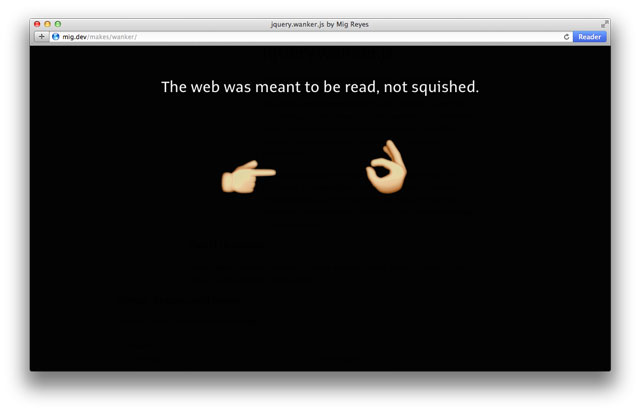 jquery.wanker.js by Mig Reyes
mig.dev/makes/wanker/
Reader
The web was meant to be read, not squished.